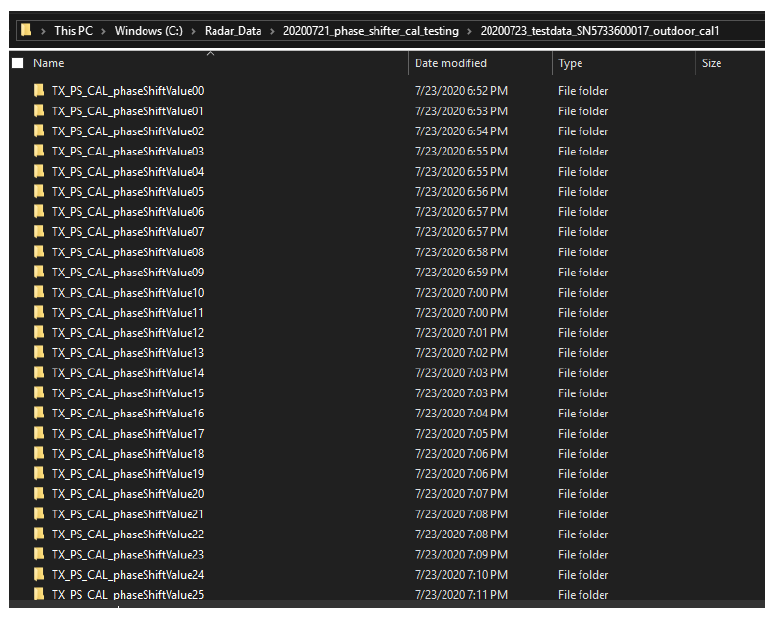 This PC > Windows (C:) > Radar_Data > 20200721_phase_shifter_cal_testing > 20200723_testdata_SN5733600017_outdoor_cal1
Name Date modified Type Size
TX_PS_CAL_phaseShiftValue00 7/23/2020 6:52 PM File folder
TX_PS_CAL_phaseShiftValue01 7/23/2020 6:53 PM File folder
TX_PS_CAL_phaseShiftValue02 7/23/2020 6:54 PM File folder
TX_PS_CAL_phaseShiftValue03 7/23/2020 6:55 PM File folder
TX_PS_CAL_phaseShiftValue04 7/23/2020 6:55 PM File folder
TX_PS_CAL_phaseShiftValue05 7/23/2020 6:56 PM File folder
TX_PS_CAL_phaseShiftValue06 7/23/2020 6:57 PM File folder
TX_PS_CAL_phaseShiftValue07 7/23/2020 6:57 PM File folder
TX_PS_CAL_phaseShiftValue08 7/23/2020 6:58 PM File folder
TX_PS_CAL_phaseShiftValue09 7/23/2020 6:59 PM File folder
TX_PS_CAL_phaseShiftValue10 7/23/2020 7:00 PM File folder
TX_PS_CAL_phaseShiftValue11 7/23/2020 7:00 PM File folder
TX_PS_CAL_phaseShiftValue12 7/23/2020 7:01 PM File folder
TX_PS_CAL_phaseShiftValue13 7/23/2020 7:02 PM File folder
TX_PS_CAL_phaseShiftValue14 7/23/2020 7:03 PM File folder
TX_PS_CAL_phaseShiftValue15 7/23/2020 7:03 PM File folder
TX_PS_CAL_phaseShiftValue16 7/23/2020 7:04 PM File folder
TX_PS_CAL_phaseShiftValue17 7/23/2020 7:05 PM File folder
TX_PS_CAL_phaseShiftValue18 7/23/2020 7:06 PM File folder
TX_PS_CAL_phaseShiftValue19 7/23/2020 7:06 PM File folder
TX_PS_CAL_phaseShiftValue20 7/23/2020 7:07 PM File folder
TX_PS_CAL_phaseShiftValue21 7/23/2020 7:08 PM File folder
TX_PS_CAL_phaseShiftValue22 7/23/2020 7:08 PM File folder
TX_PS_CAL_phaseShiftValue23 7/23/2020 7:09 PM File folder
TX_PS_CAL_phaseShiftValue24 7/23/2020 7:10 PM File folder
TX_PS_CAL_phaseShiftValue25 7/23/2020 7:11 PM File folder